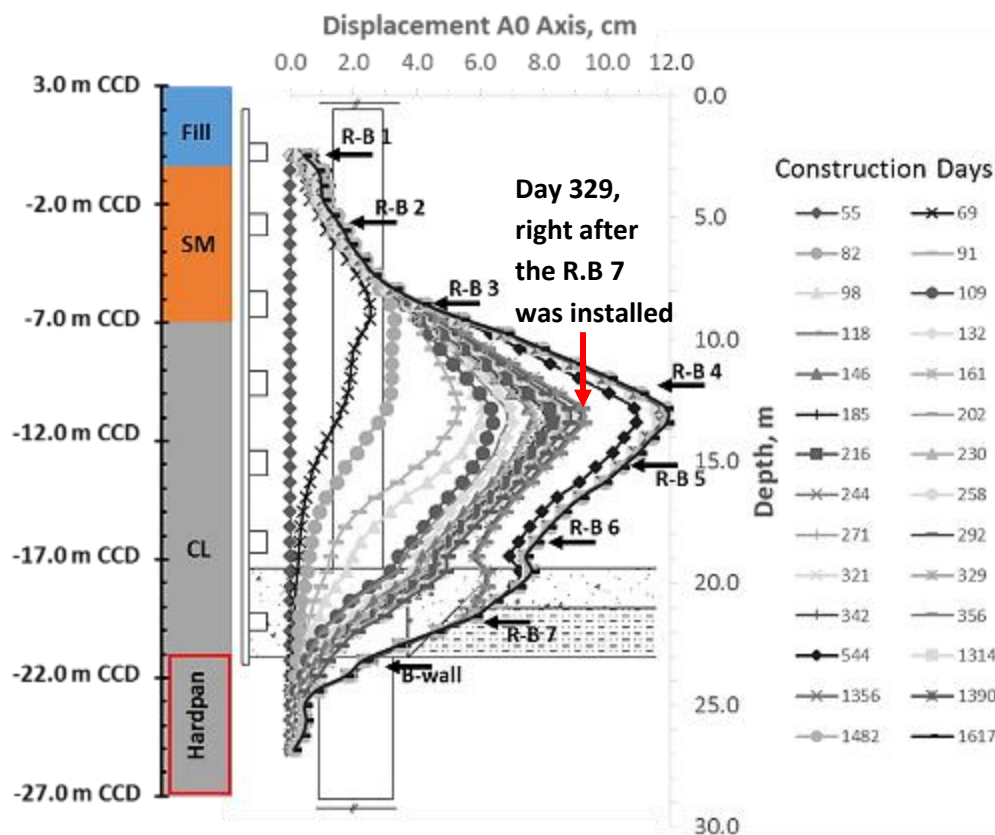 Displacement A0 Axis, cm
0.0 2.0 4.0 6.0 8.0 10.0 12.0
3.0 m CCD
-2.0 m CCD
-7.0 m CCD
-12.0 m CCD
-17.0 m CCD
-22.0 m CCD
-27.0 m CCD
Fill
SM
CL
Hardpan
R-B 1
R-B 2
R-B 3
R-B 4
R-B 5
R-B 6
R-B 7
B-wall
Day 329,
right after
the R.B 7
was installed
0.0
5.0
10.0
15.0
20.0
25.0
30.0
Depth, m
Construction Days
55 69
82 91
98 109
118 132
146 161
185 202
216 230
244 258
271 292
321 329
342 356
544 1314
1356 1390
1482 1617